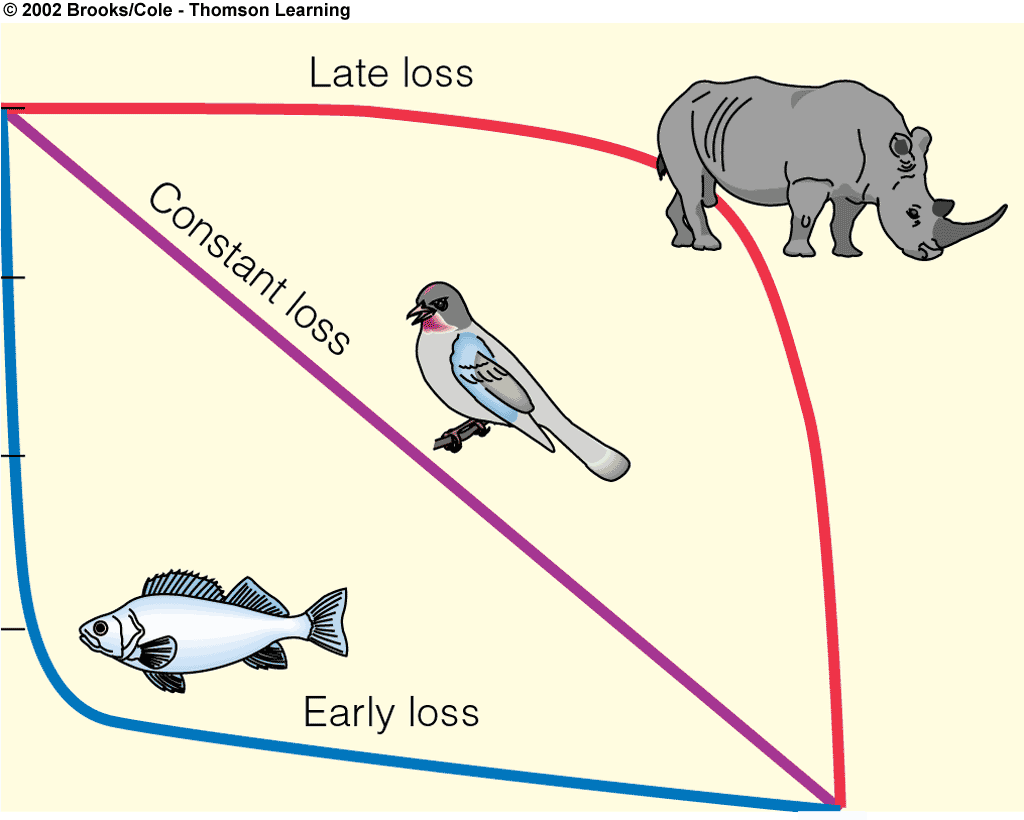 © 2002 Brooks/Cole - Thomson Learning
Late loss
Constant loss
Early loss